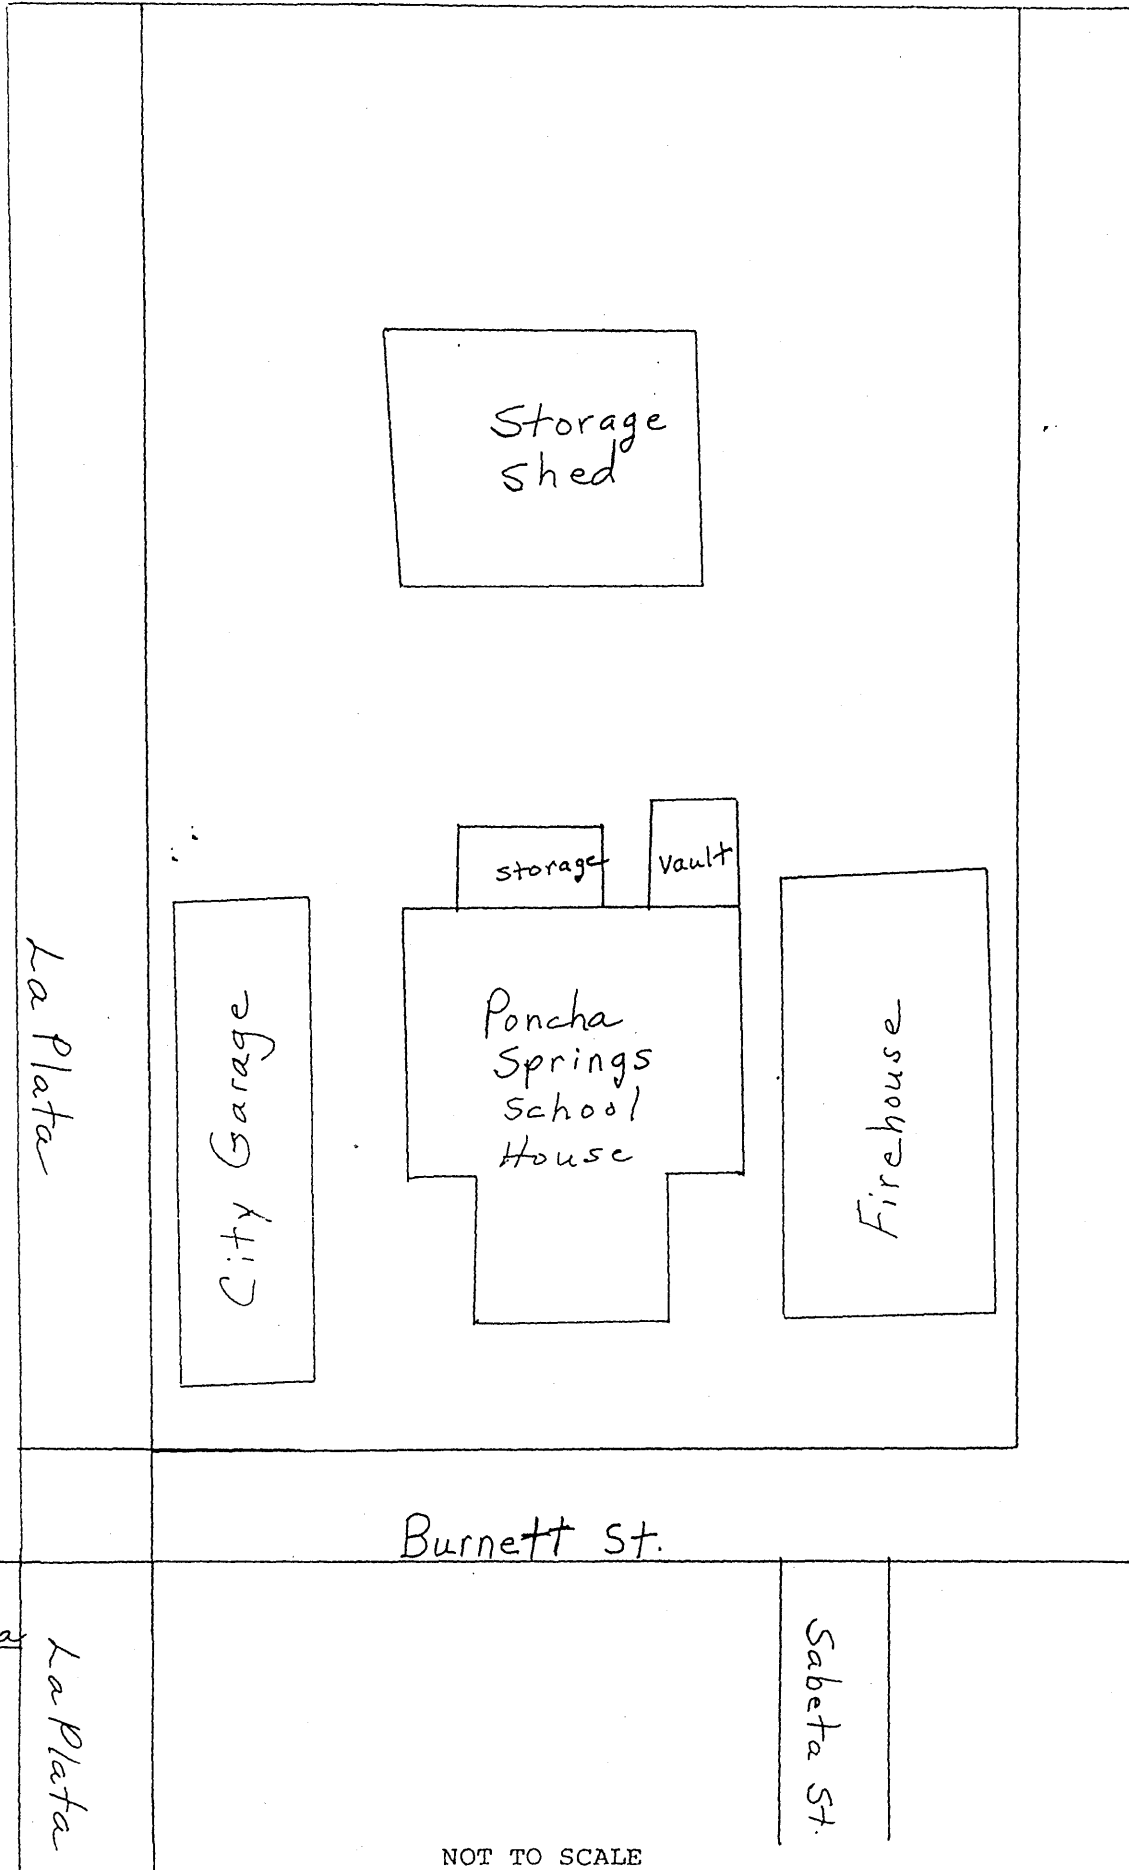 Storage
Shed
storage
Vault
La Plata
City Garage
Poncha
Springs
School
House
Firehouse
Burnett St.
a
La Plata
Sabeta St.
NOT TO SCALE